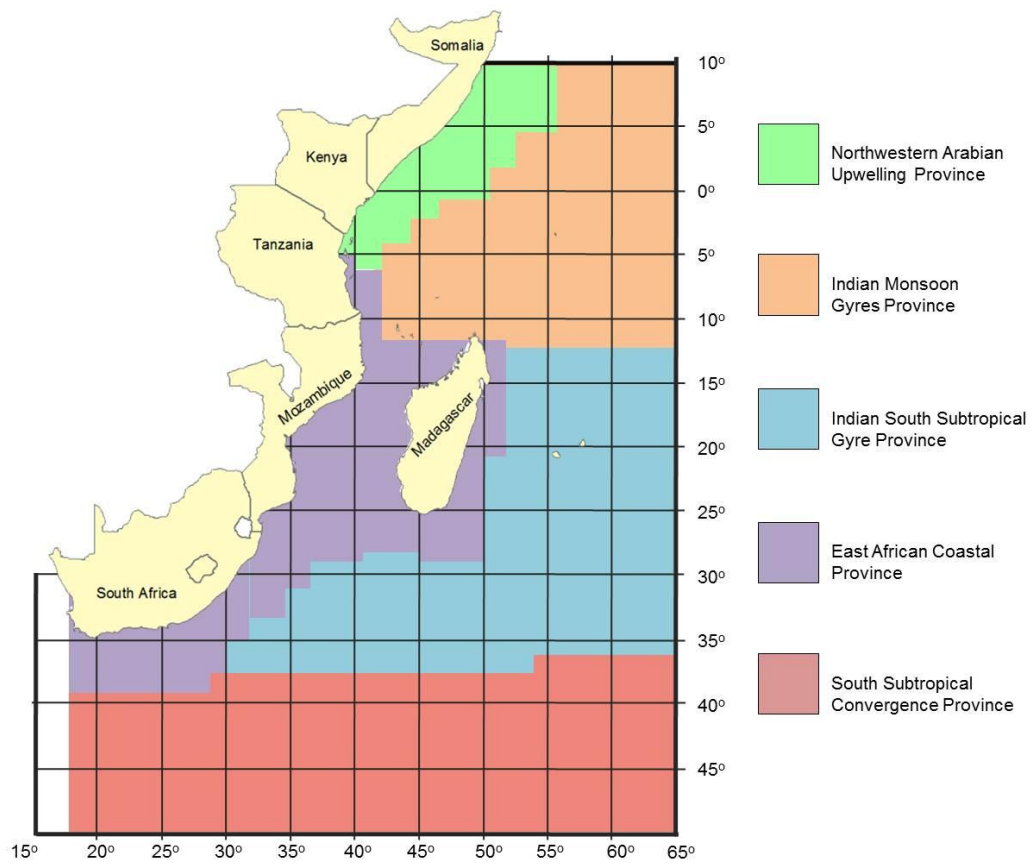 Somalia
10°
5°
Northwestern Arabian
Upwelling Province
Kenya
0°
Tanzania
5°
Indian Monsoon
Gyres Province
10°
Mozambique
15°
Madagascar
Indian South Subtropical
Gyre Province
20°
25°
East African Coastal
Province
30°
South Africa
35°
South Subtropical
Convergence Province
40°
45°
15° 20° 25° 30° 35° 40° 45° 50° 55° 60° 65°